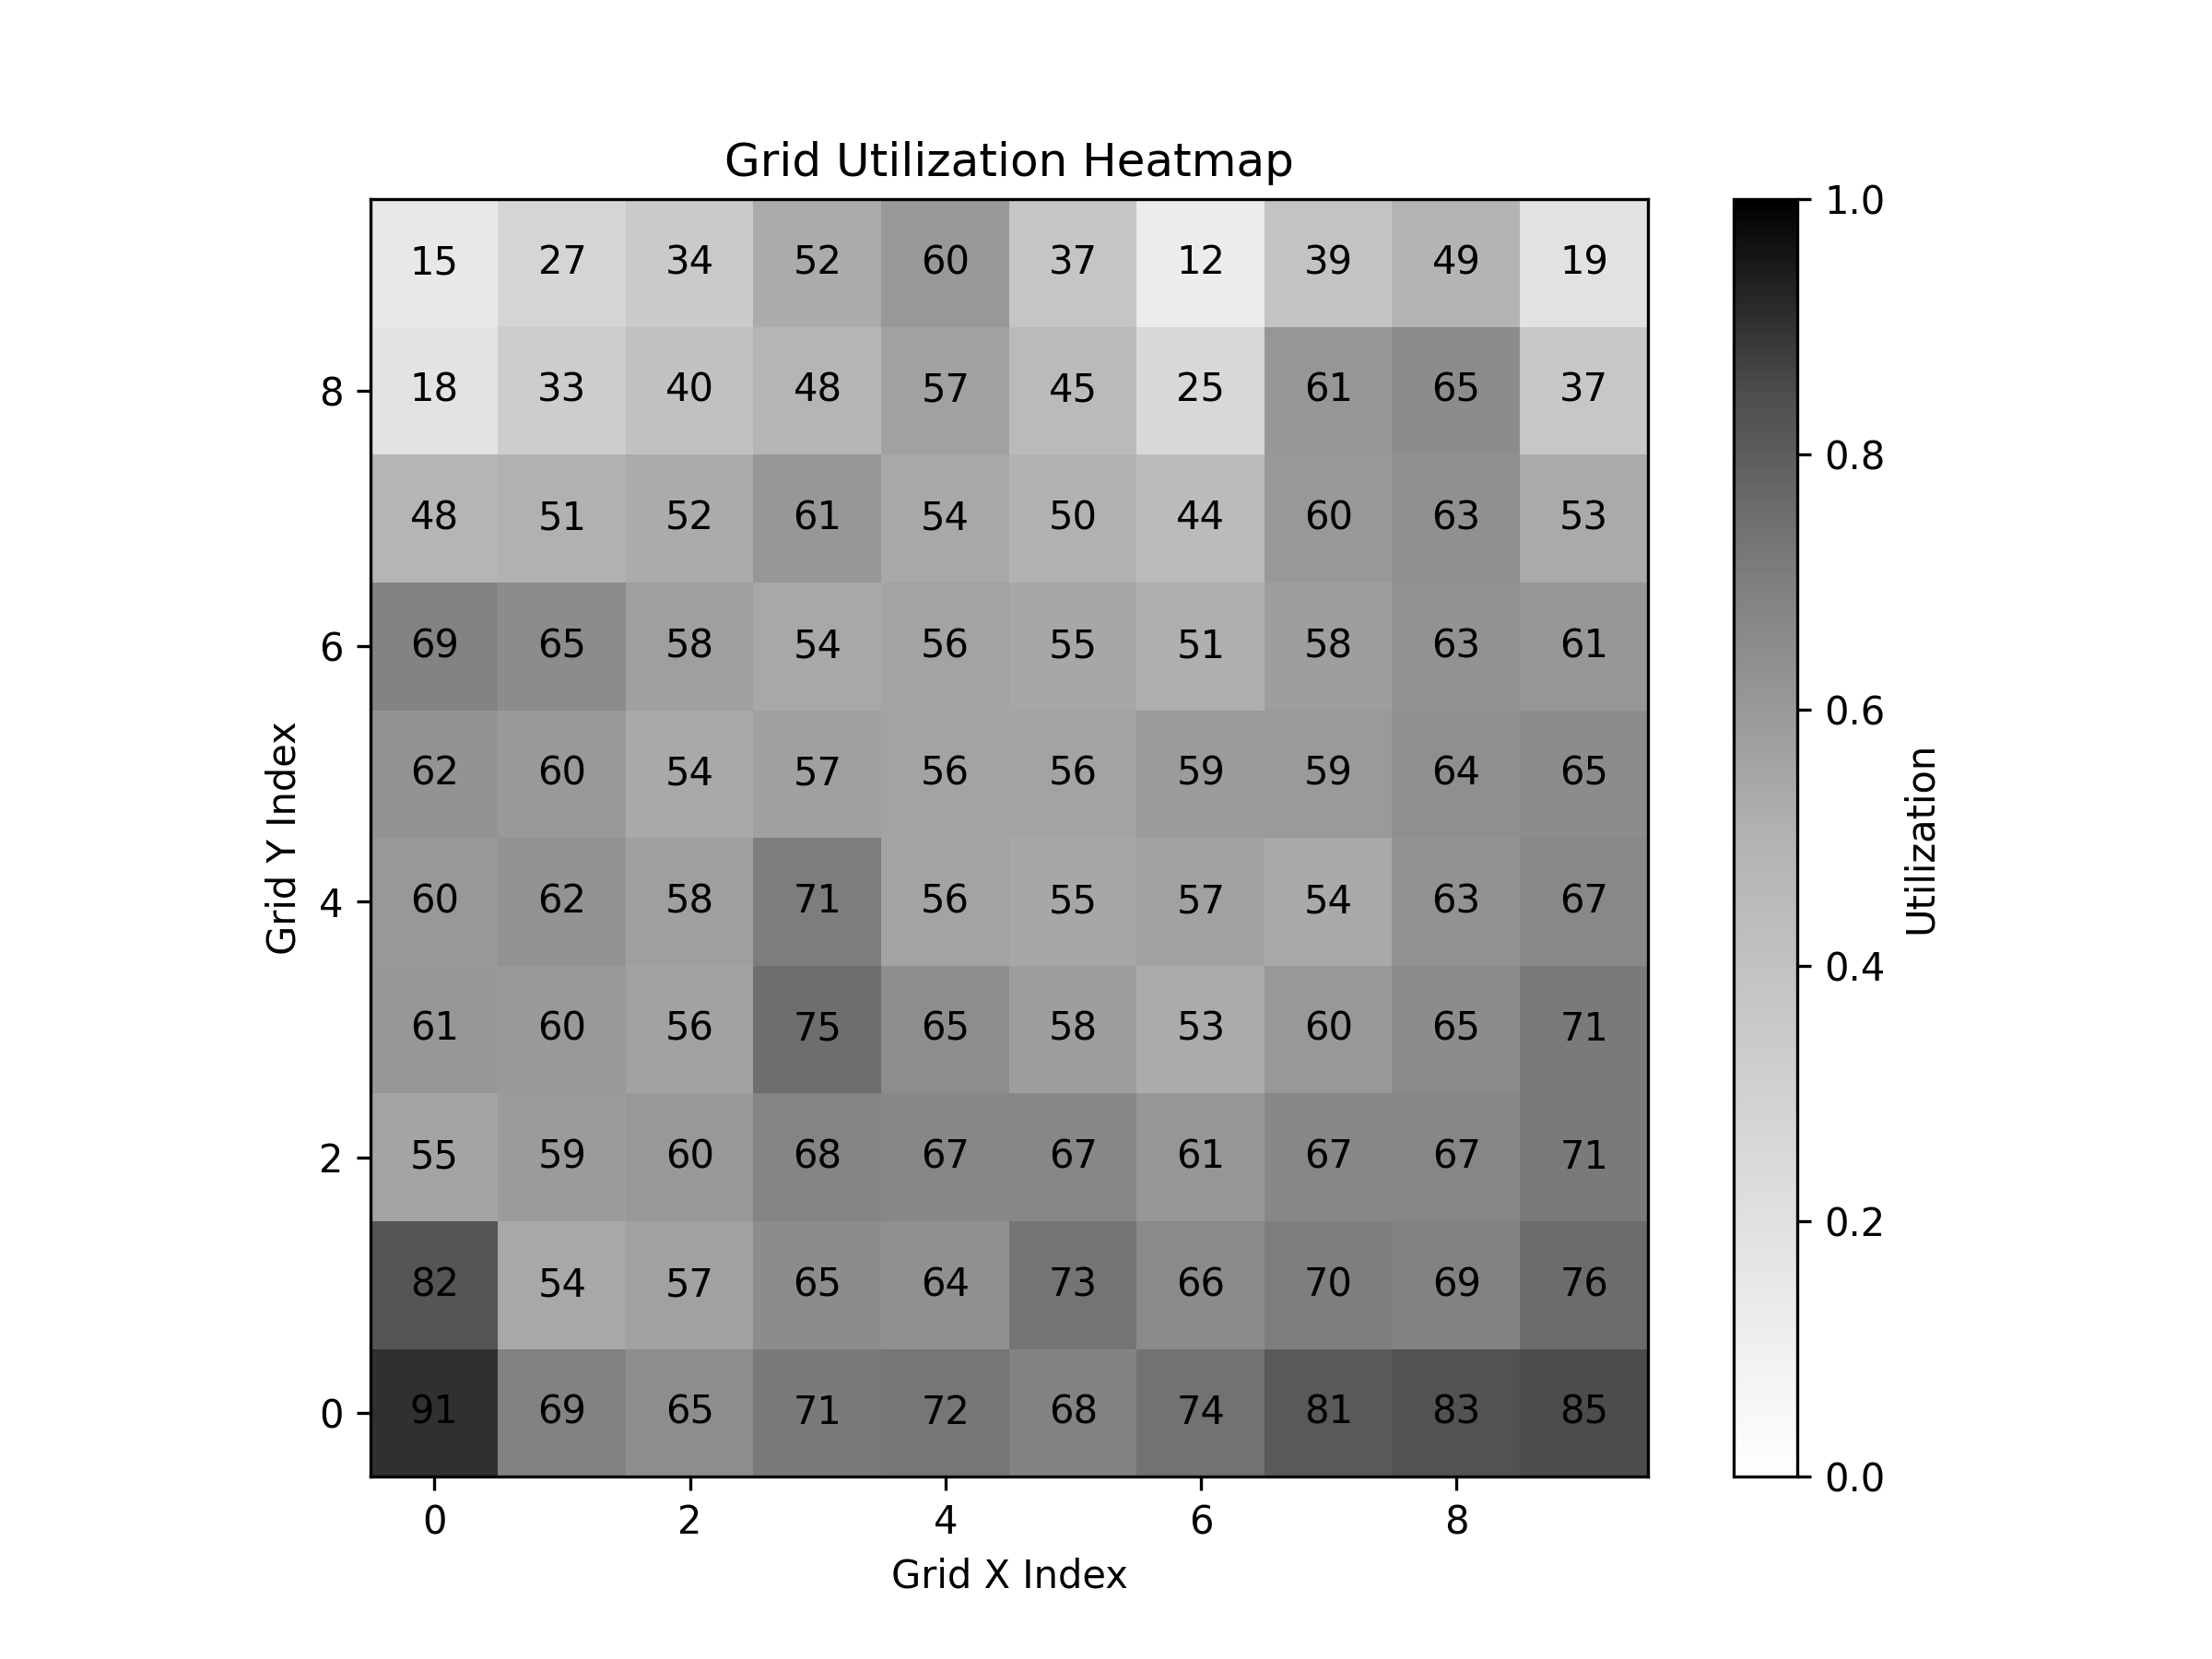 Grid Utilization Heatmap
15 27 34 52 60 37 12 39 49 19
8 18 33 40 48 57 45 25 61 65 37
48 51 52 61 54 50 44 60 63 53
6 69 65 58 54 56 55 51 58 63 61
62 60 54 57 56 56 59 59 64 65
4 60 62 58 71 56 55 57 54 63 67
61 60 56 75 65 58 53 60 65 71
2 55 59 60 68 67 67 61 67 67 71
82 54 57 65 64 73 66 70 69 76
0 91 69 65 71 72 68 74 81 83 85
0 2 4 6 8
Grid X Index
Grid Y Index
1.0
0.8
0.6
0.4
0.2
0.0
Utilization